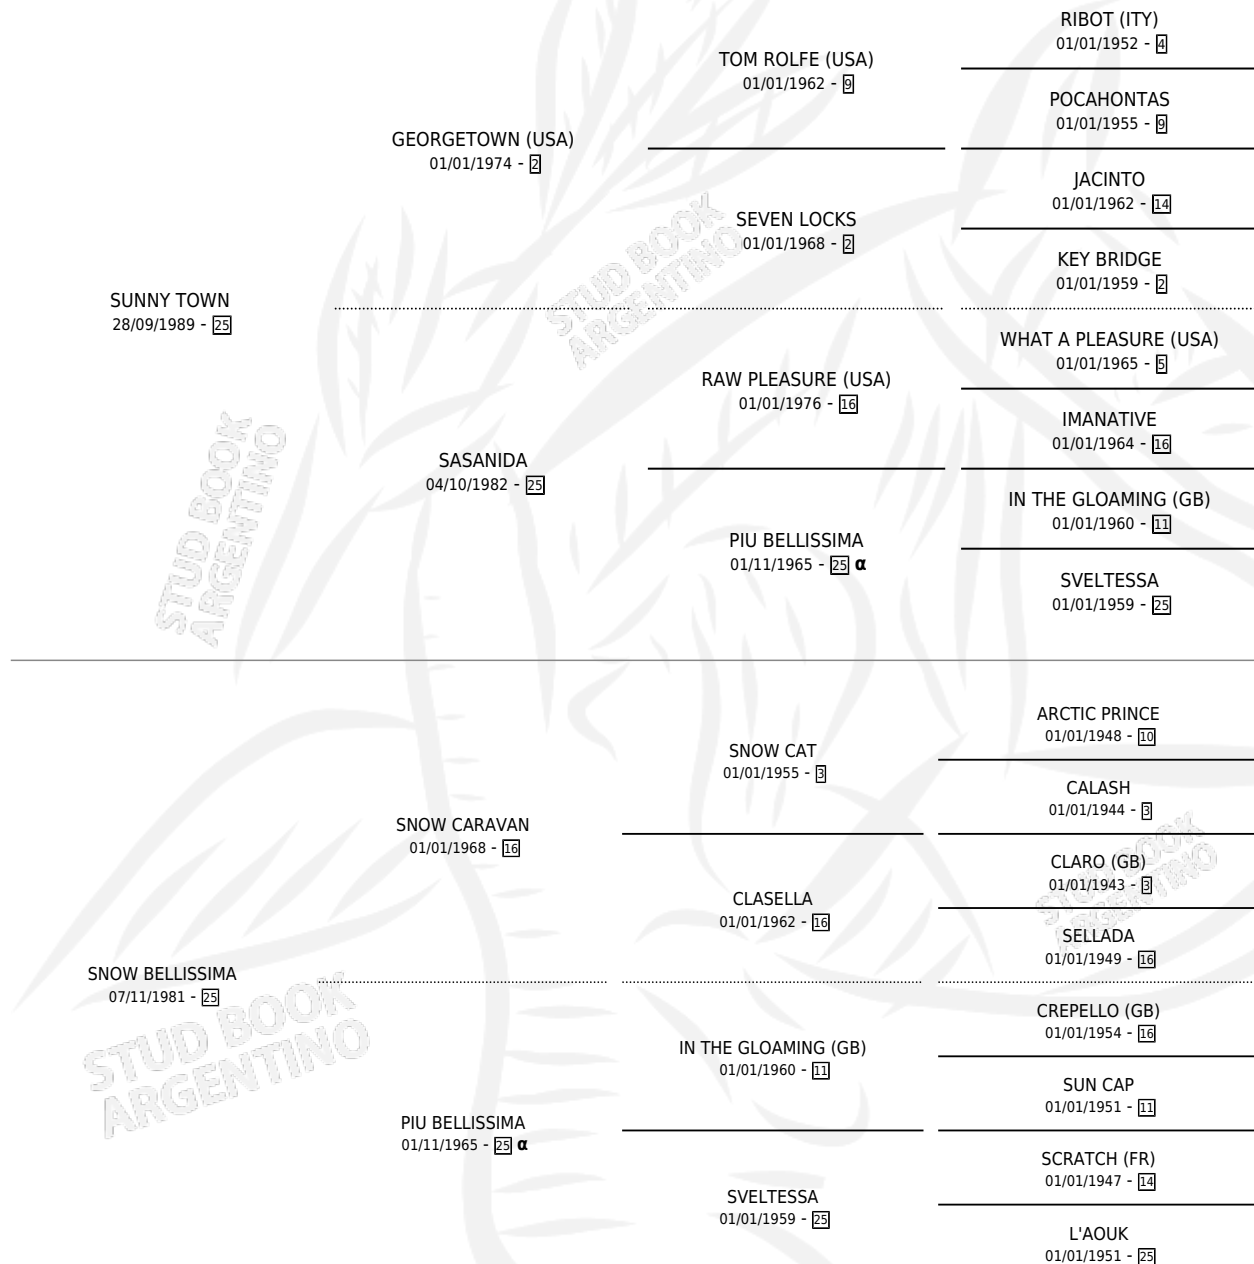 RIBOT (ITY)
01/01/1952 - 4
TOM ROLFE (USA)
01/01/1962 - 9
POCAHONTAS
01/01/1955 - 9
GEORGETOWN (USA)
01/01/1974 - 2
JACINTO
01/01/1962 - 14
SEVEN LOCKS
01/01/1968 - 2
KEY BRIDGE
01/01/1959 - 2
STUD BOOK
ARGENTINO
SUNNY TOWN
28/09/1989 - 25
WHAT A PLEASURE (USA)
01/01/1965 - 5
RAW PLEASURE (USA)
01/01/1976 - 16
IMANATIVE
01/01/1964 - 16
SASANIDA
04/10/1982 - 25
IN THE GLOAMING (GB)
01/01/1960 - 11
PIU BELLISSIMA
01/11/1965 - 25 α
SVELTESSA
01/01/1959 - 25
STUD BOOK
ARGENTINO
ARCTIC PRINCE
01/01/1948 - 10
SNOW CAT
01/01/1955 - 3
CALASH
01/01/1944 - 3
SNOW CARAVAN
01/01/1968 - 16
CLARO (GB)
01/01/1943 - 3
STUD BOOK
ARGENTINO
CLASELLA
01/01/1962 - 16
SELLADA
01/01/1949 - 16
SNOW BELLISSIMA
07/11/1981 - 25
STUD BOOK
ARGENTINO
CREPELLO (GB)
01/01/1954 - 16
IN THE GLOAMING (GB)
01/01/1960 - 11
SUN CAP
01/01/1951 - 11
PIU BELLISSIMA
01/11/1965 - 25 α
SCRATCH (FR)
01/01/1947 - 14
SVELTESSA
01/01/1959 - 25
L'AOUK
01/01/1951 - 25